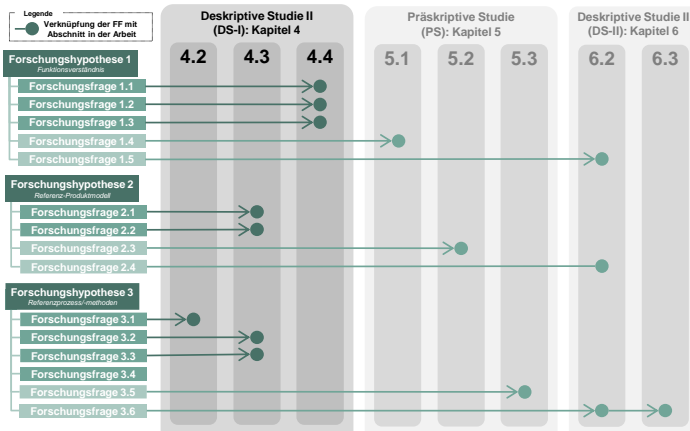 Legende
Verknüpfung der FF mit
Abschnitt in der Arbeit
Deskriptive Studie II
(DS-I): Kapitel 4
Präskriptive Studie
(PS): Kapitel 5
Deskriptive Studie II
(DS-II): Kapitel 6
4.2 4.3 4.4 5.1 5.2 5.3 6.2 6.3
Forschungshypothese 1
Funktionsverständnis
Forschungsfrage 1.1
Forschungsfrage 1.2
Forschungsfrage 1.3
Forschungsfrage 1.4
Forschungsfrage 1.5
Forschungshypothese 2
Referenz-Produktmodell
Forschungsfrage 2.1
Forschungsfrage 2.2
Forschungsfrage 2.3
Forschungsfrage 2.4
Forschungshypothese 3
Referenzprozess/-methoden
Forschungsfrage 3.1
Forschungsfrage 3.2
Forschungsfrage 3.3
Forschungsfrage 3.4
Forschungsfrage 3.5
Forschungsfrage 3.6